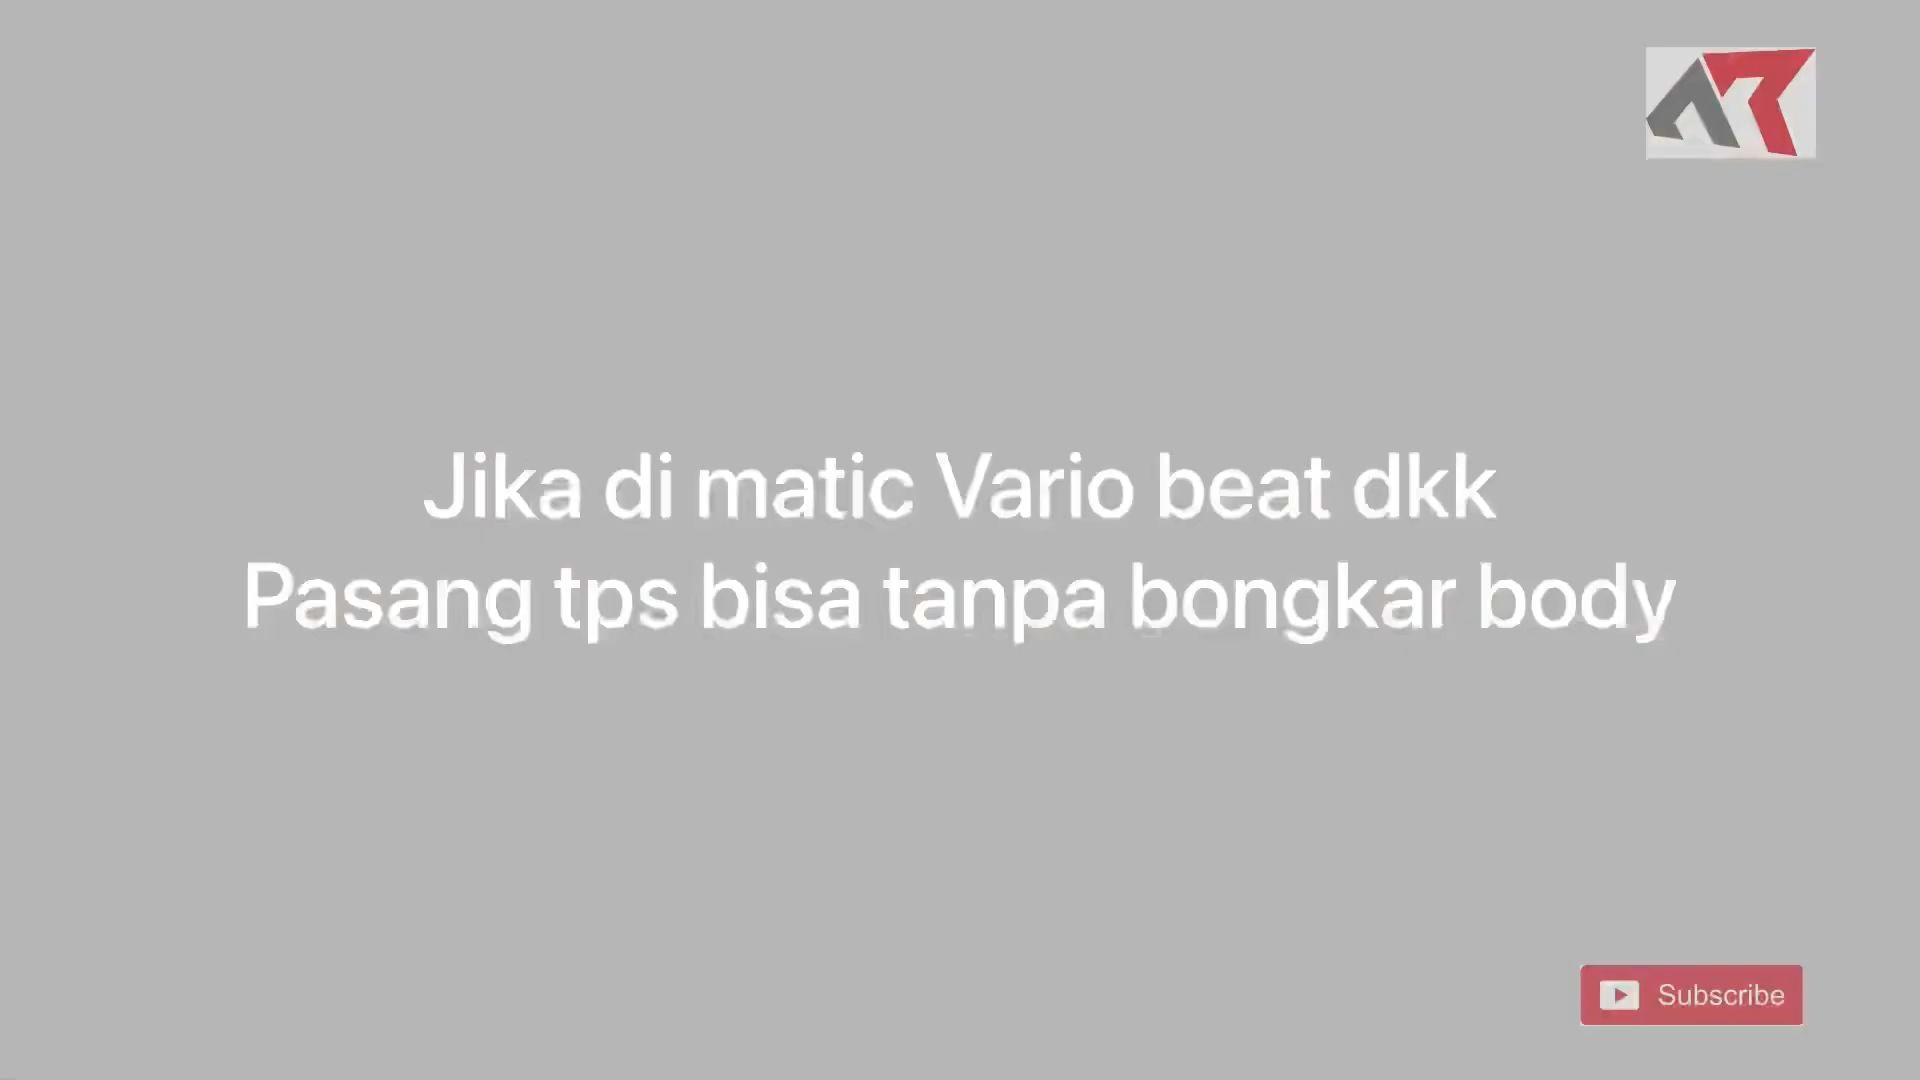 Jika di matic Vario beat dkk
Pasang tps bisa tanpa bongkar body
Subscribe